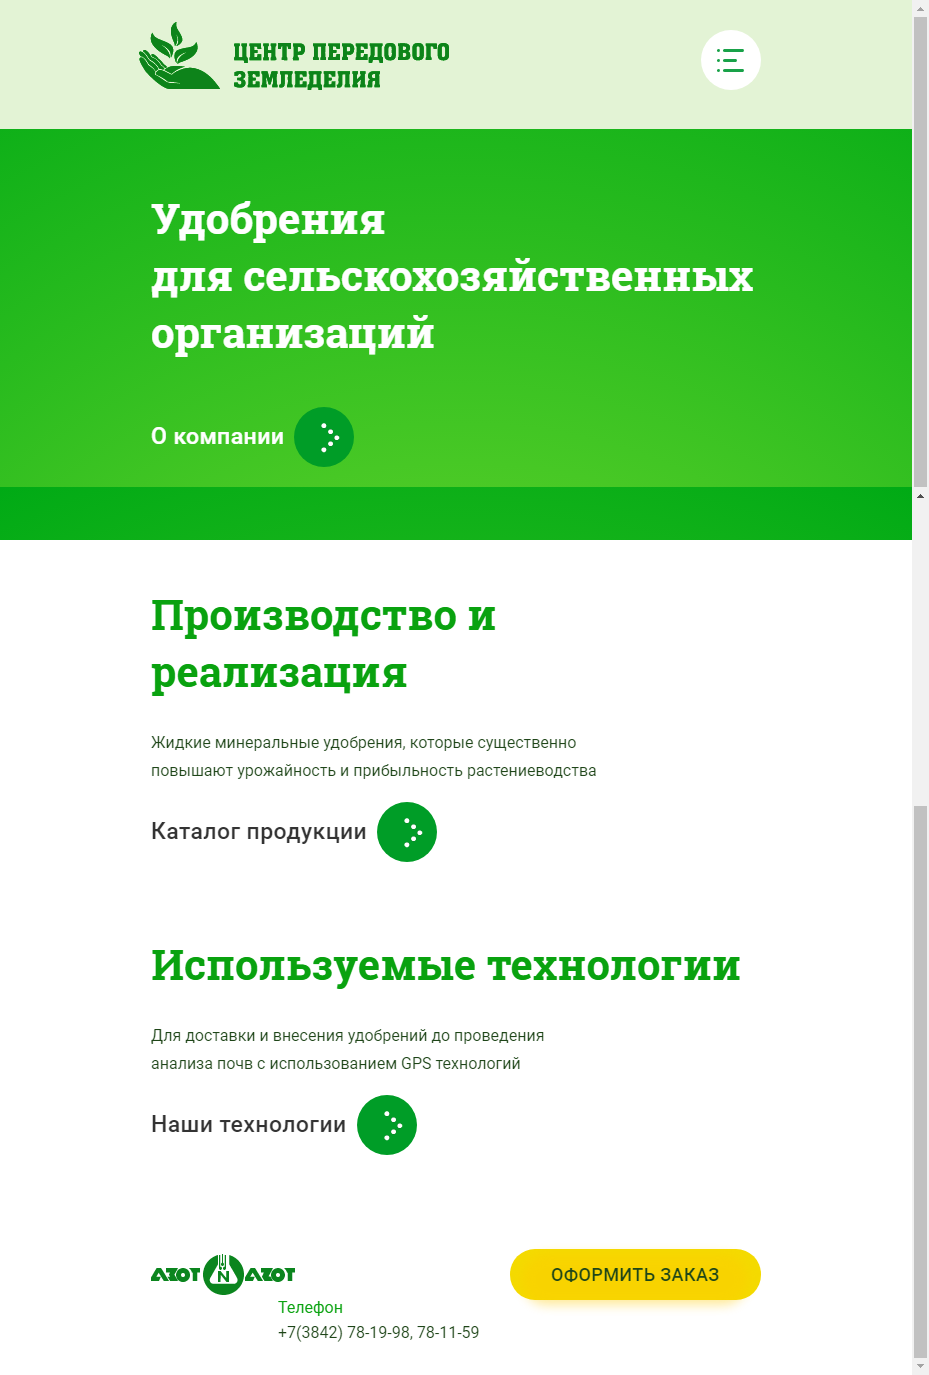 ЦЕНТР ПЕРЕДОВОГО
ЗЕМЛЕДЕЛИЯ
Удобрения
для сельскохозяйственных
организаций
О компании
Производство и
реализация
Жидкие минеральные удобрения, которые существенно
повышают урожайность и прибыльность растениеводства
Каталог продукции
Используемые технологии
Для доставки и внесения удобрений до проведения
анализа почв с использованием GPS технологий
Наши технологии
АЗОТ N АЗОТ
ОФОРМИТЬ ЗАКАЗ
Телефон
+7(3842) 78-19-98, 78-11-59